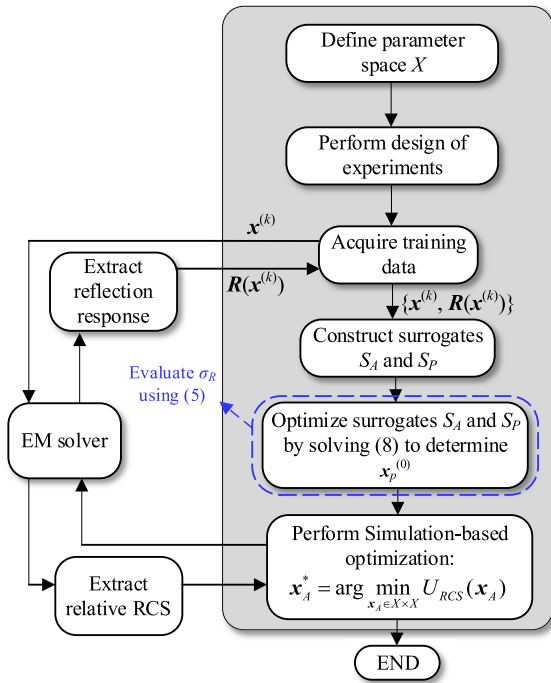 Define parameter
space X
Perform design of
experiments
x^(k)
Acquire training
data
Extract
reflection
response
R(x^(k))
{x^(k), R(x^(k))}
Construct surrogates
S_A and S_P
Evaluate σ_R
using (5)
Optimize surrogates S_A and S_P
by solving (8) to determine
x_p^(0)
EM solver
Perform Simulation-based
optimization:
x_A^* = arg min_{x_A∈X×X} U_RCS(x_A)
Extract
relative RCS
END